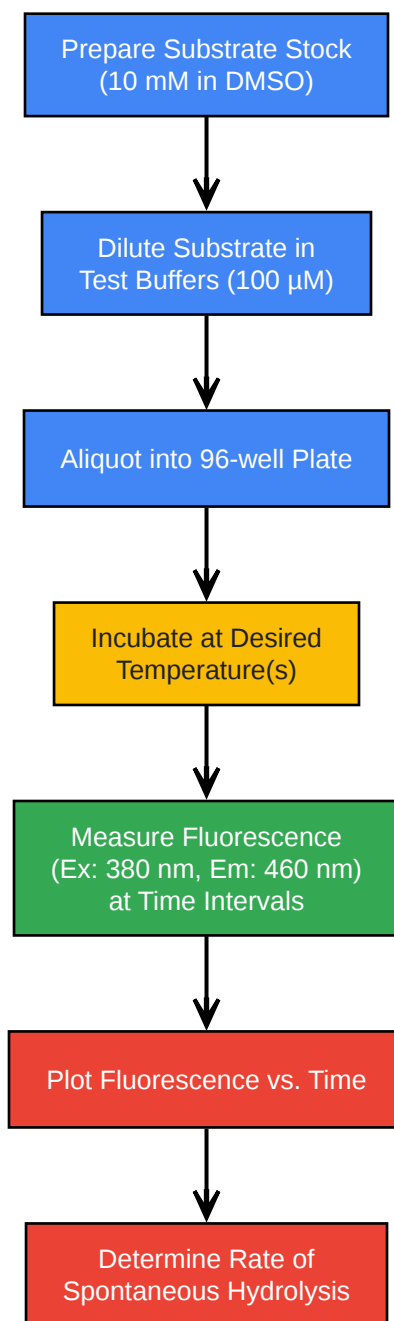 Prepare Substrate Stock
(10 mM in DMSO)
Dilute Substrate in
Test Buffers (100 µM)
Aliquot into 96-well Plate
Incubate at Desired
Temperature(s)
Measure Fluorescence
(Ex: 380 nm, Em: 460 nm)
at Time Intervals
Plot Fluorescence vs. Time
Determine Rate of
Spontaneous Hydrolysis